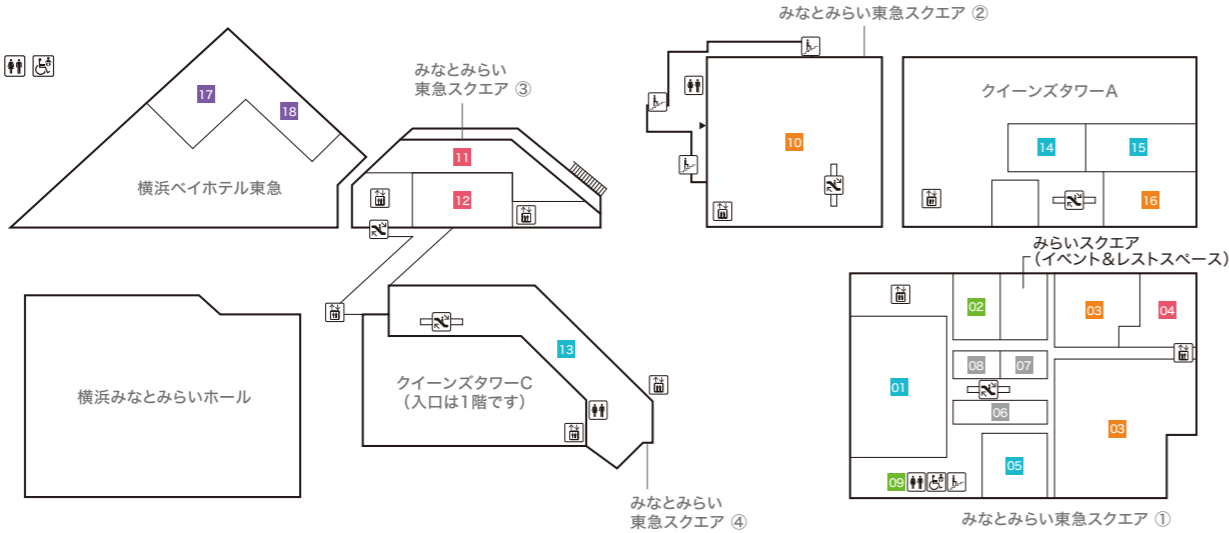 みなとみらい東急スクエア ②
17
18
横浜ベイホテル東急
みなとみらい
東急スクエア ③
11
12
10
クイーンズタワーA
14
15
16
みらいスクエア
（イベント&レストスペース）
横浜みなとみらいホール
13
クイーンズタワーC
（入口は1階です）
みなとみらい
東急スクエア ④
02
03
04
01
08
07
06
03
05
09
みなとみらい東急スクエア ①